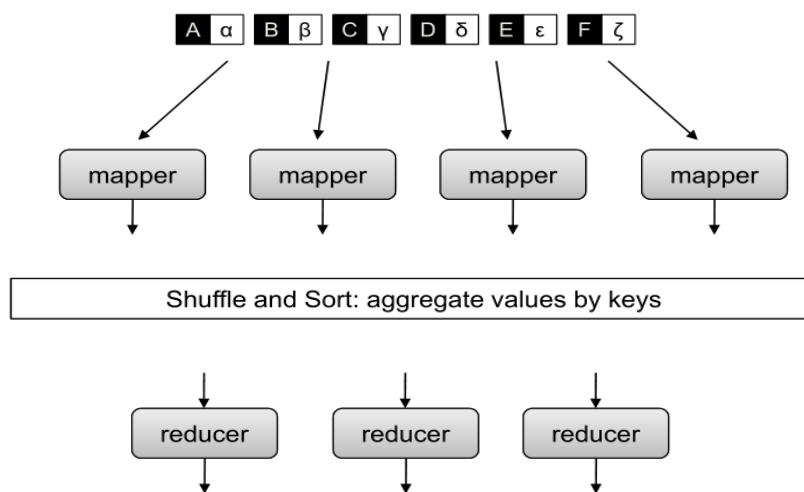 A α B β C γ D δ E ε F ζ
mapper mapper mapper mapper
Shuffle and Sort: aggregate values by keys
reducer reducer reducer